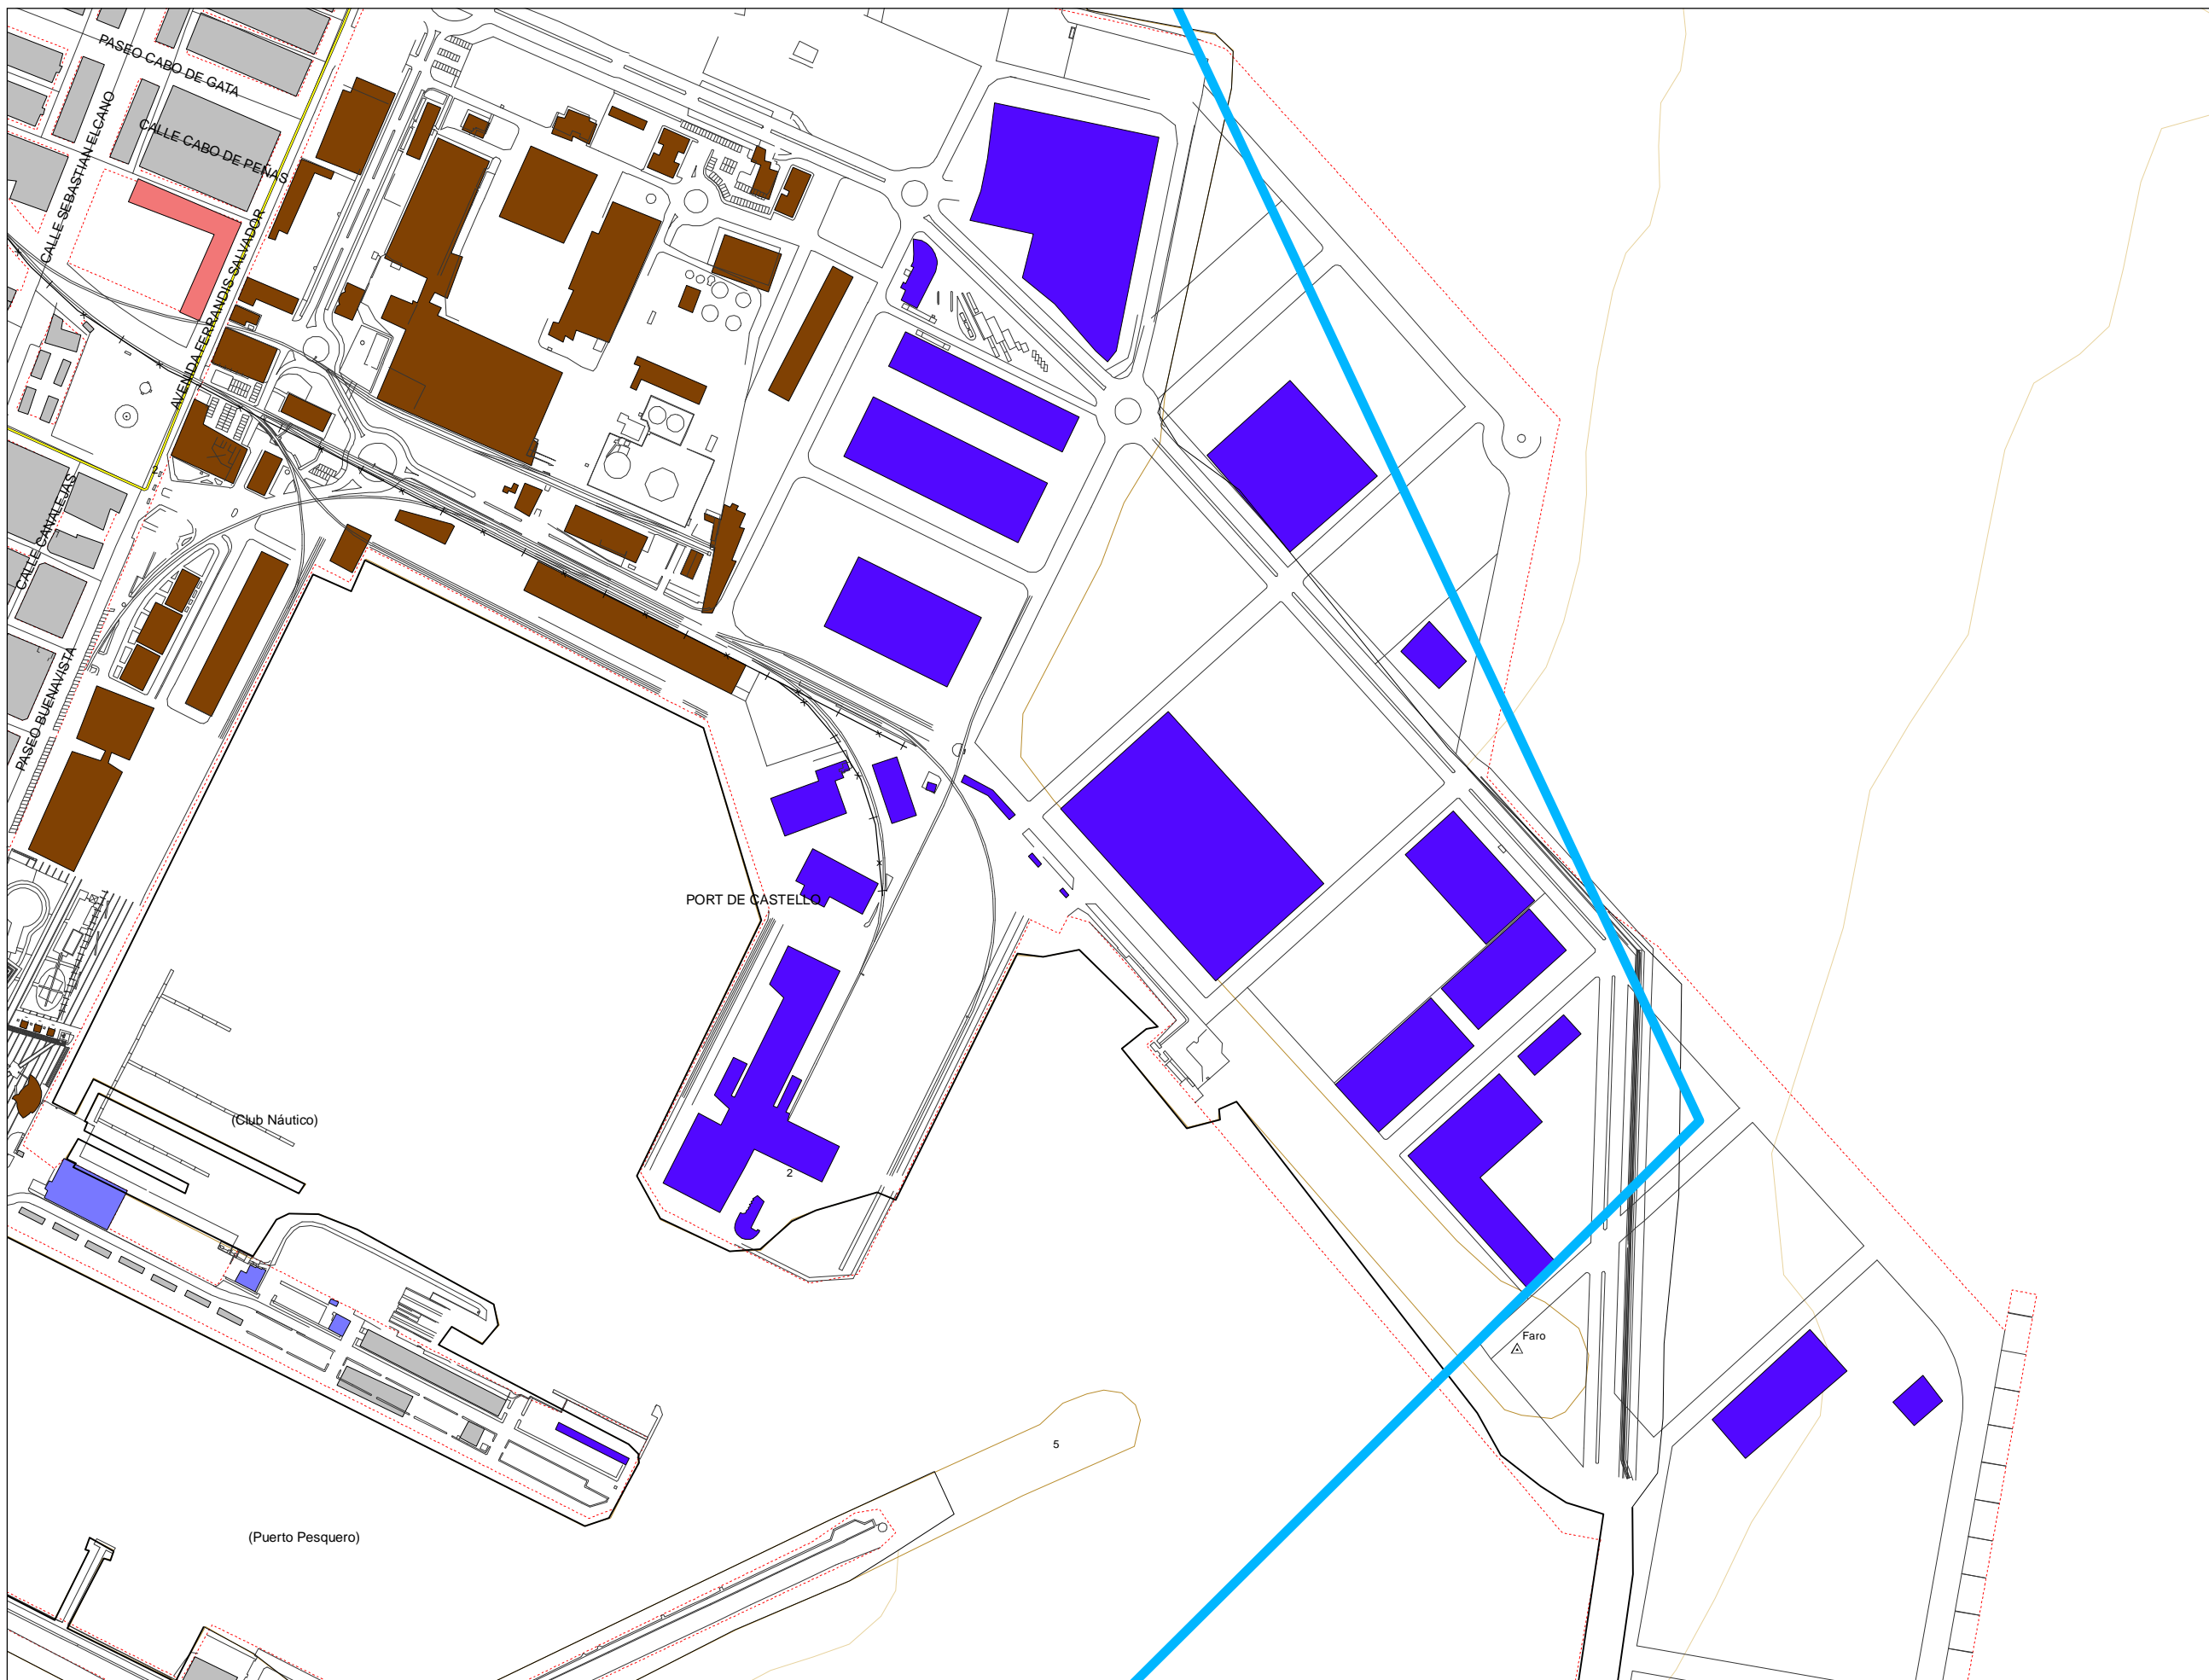 PASEO CABO DE GATA
CALLE SEBASTIAN ELCANO
CALLE CABO DE PEÑAS
AVENIDA FERRANDIS SALVADOR
2
CALLE CANALEJAS
PASEO BUENAVISTA
PORT DE CASTELLO
(Club Náutico)
2
Faro
5
(Puerto Pesquero)